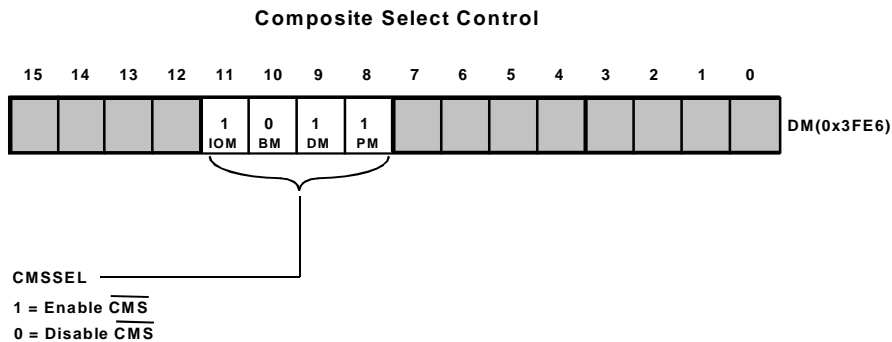 Composite Select Control
15 14 13 12 11 10 9 8 7 6 5 4 3 2 1 0
1 0 1 1
IOM BM DM PM
DM(0x3FE6)
CMSSEL
1 = Enable CMS
0 = Disable CMS